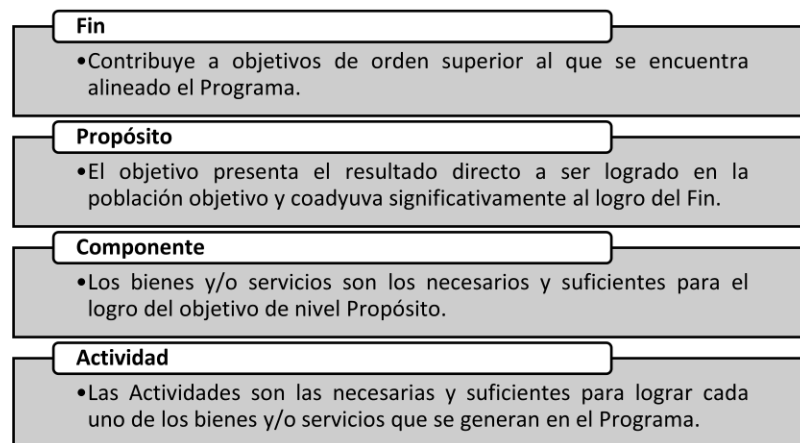 Fin
•Contribuye a objetivos de orden superior al que se encuentra
alineado el Programa.
Propósito
•El objetivo presenta el resultado directo a ser logrado en la
población objetivo y coadyuva significativamente al logro del Fin.
Componente
•Los bienes y/o servicios son los necesarios y suficientes para el
logro del objetivo de nivel Propósito.
Actividad
•Las Actividades son las necesarias y suficientes para lograr cada
uno de los bienes y/o servicios que se generan en el Programa.